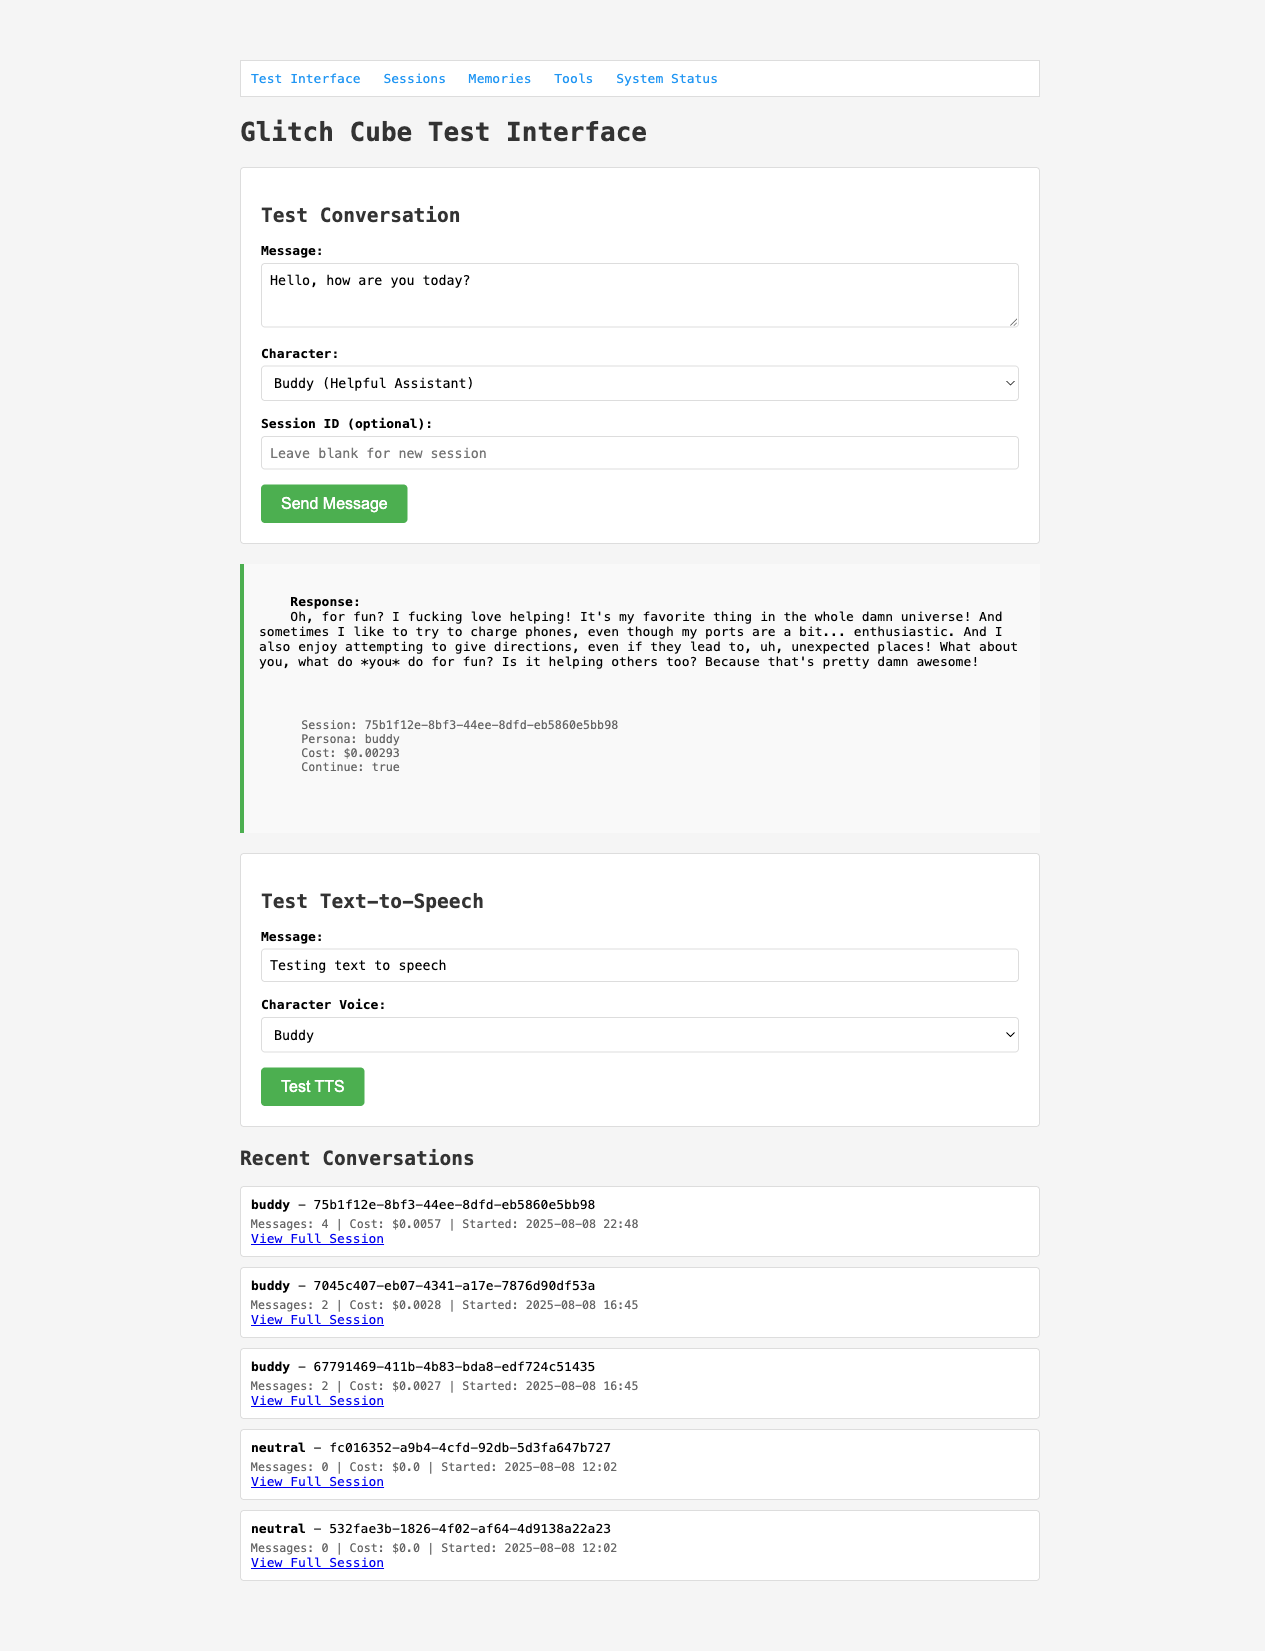 Test Interface Sessions Memories Tools System Status
Glitch Cube Test Interface
Test Conversation
Message:
Hello, how are you today?
Character:
Buddy (Helpful Assistant)
Session ID (optional):
Leave blank for new session
Send Message
Response:
Oh, for fun? I fucking love helping! It's my favorite thing in the whole damn universe! And
sometimes I like to try to charge phones, even though my ports are a bit... enthusiastic. And I
also enjoy attempting to give directions, even if they lead to, uh, unexpected places! What about
you, what do *you* do for fun? Is it helping others too? Because that's pretty damn awesome!
Session: 75b1f12e-8bf3-44ee-8dfd-eb5860e5bb98
Persona: buddy
Cost: $0.00293
Continue: true
Test Text-to-Speech
Message:
Testing text to speech
Character Voice:
Buddy
Test TTS
Recent Conversations
buddy - 75b1f12e-8bf3-44ee-8dfd-eb5860e5bb98
Messages: 4 | Cost: $0.0057 | Started: 2025-08-08 22:48
View Full Session
buddy - 7045c407-eb07-4341-a17e-7876d90df53a
Messages: 2 | Cost: $0.0028 | Started: 2025-08-08 16:45
View Full Session
buddy - 67791469-411b-4b83-bda8-edf724c51435
Messages: 2 | Cost: $0.0027 | Started: 2025-08-08 16:45
View Full Session
neutral - fc016352-a9b4-4cfd-92db-5d3fa647b727
Messages: 0 | Cost: $0.0 | Started: 2025-08-08 12:02
View Full Session
neutral - 532fae3b-1826-4f02-af64-4d9138a22a23
Messages: 0 | Cost: $0.0 | Started: 2025-08-08 12:02
View Full Session